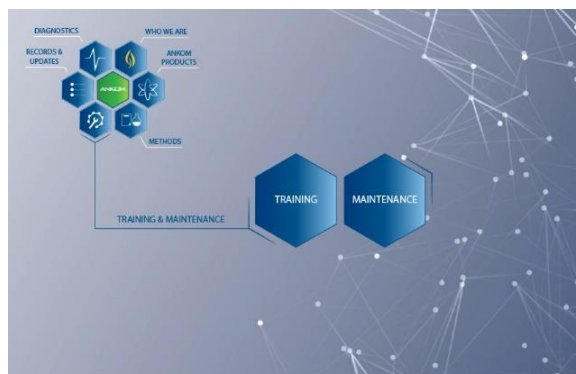 DIAGNOSTICS
WHO WE ARE
RECORDS &
UPDATES
ANKOM
PRODUCTS
ANKOM
METHODS
TRAINING
MAINTENANCE
TRAINING & MAINTENANCE